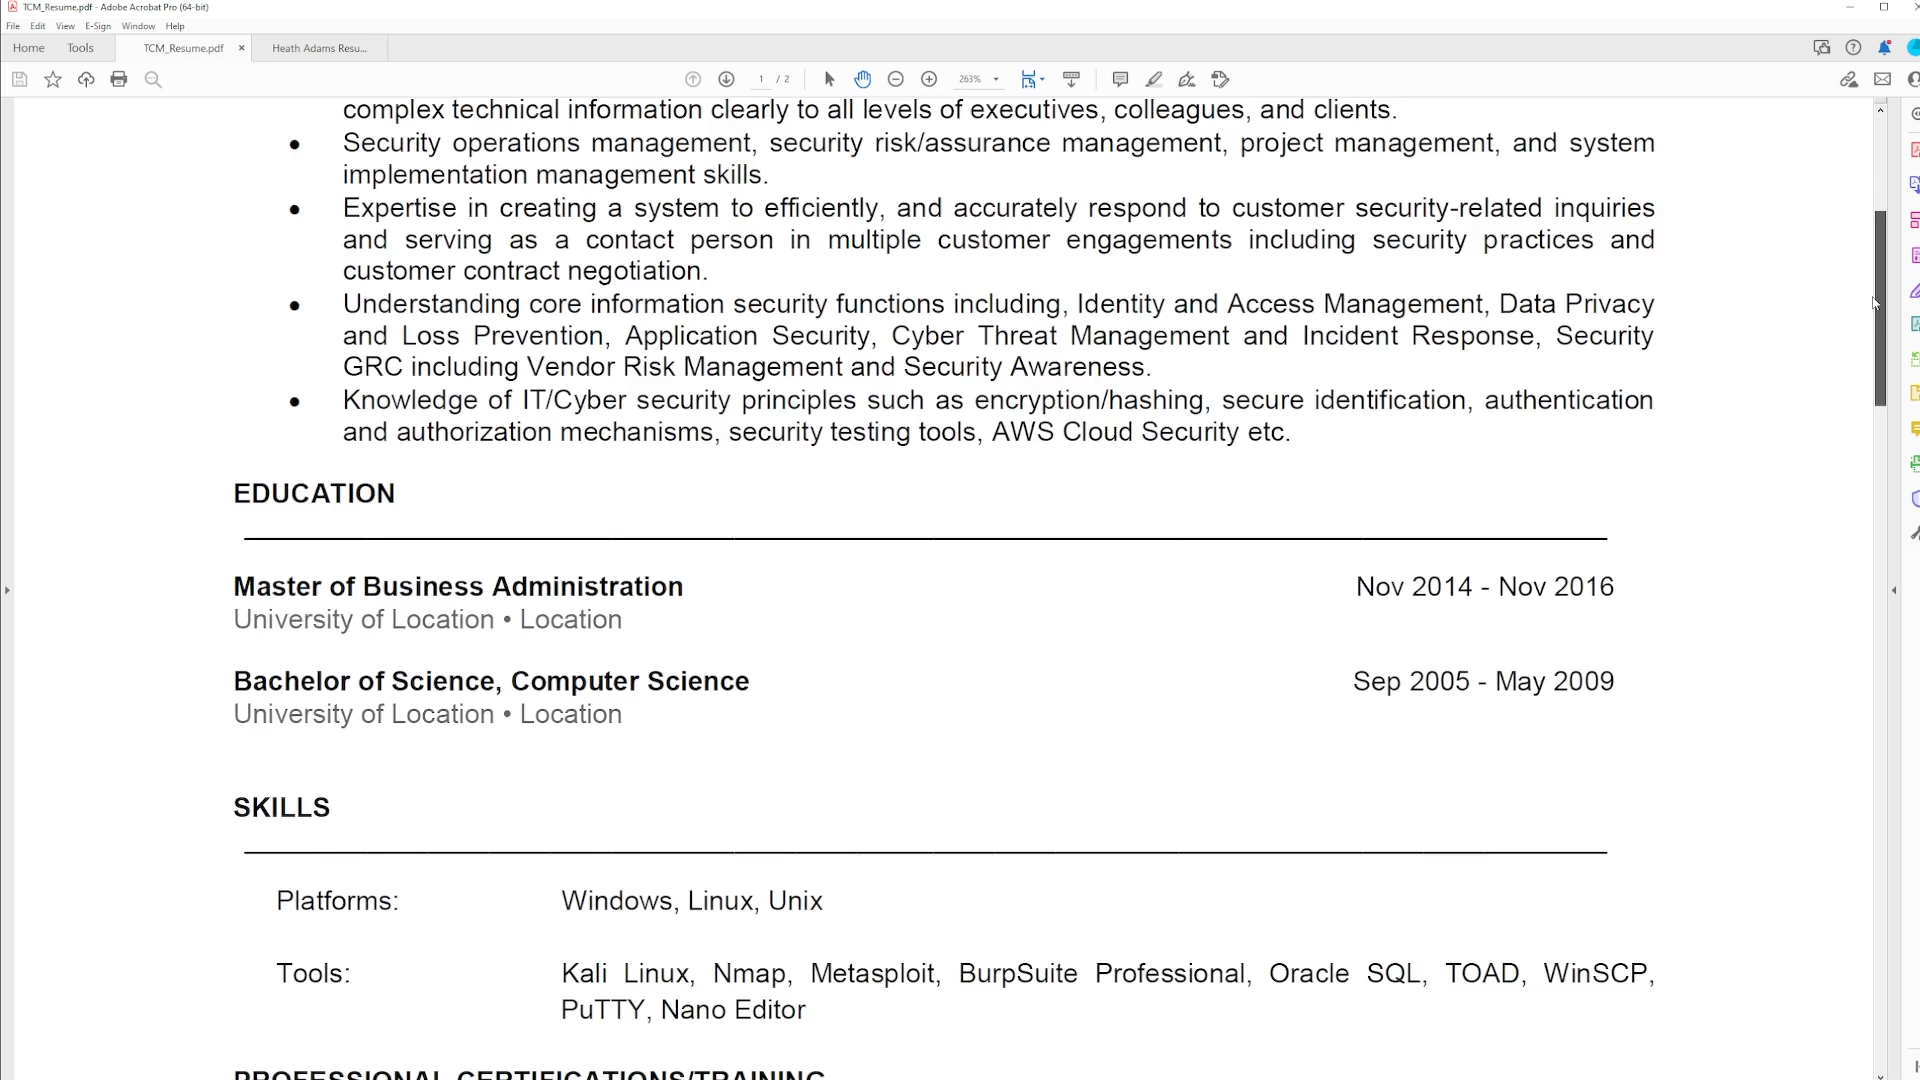 TCM_Resume.pdf - Adobe Acrobat Pro (64-bit)
File Edit View E-Sign Window Help
Home Tools TCM_Resume.pdf × Heath Adams Resu...
1 / 2 263%
complex technical information clearly to all levels of executives, colleagues, and clients.
• Security operations management, security risk/assurance management, project management, and system
implementation management skills.
• Expertise in creating a system to efficiently, and accurately respond to customer security-related inquiries
and serving as a contact person in multiple customer engagements including security practices and
customer contract negotiation.
• Understanding core information security functions including, Identity and Access Management, Data Privacy
and Loss Prevention, Application Security, Cyber Threat Management and Incident Response, Security
GRC including Vendor Risk Management and Security Awareness.
• Knowledge of IT/Cyber security principles such as encryption/hashing, secure identification, authentication
and authorization mechanisms, security testing tools, AWS Cloud Security etc.
EDUCATION
Master of Business Administration Nov 2014 - Nov 2016
University of Location • Location
Bachelor of Science, Computer Science Sep 2005 - May 2009
University of Location • Location
SKILLS
Platforms: Windows, Linux, Unix
Tools: Kali Linux, Nmap, Metasploit, BurpSuite Professional, Oracle SQL, TOAD, WinSCP,
PuTTY, Nano Editor
PROFESSIONAL CERTIFICATIONS/TRAINING